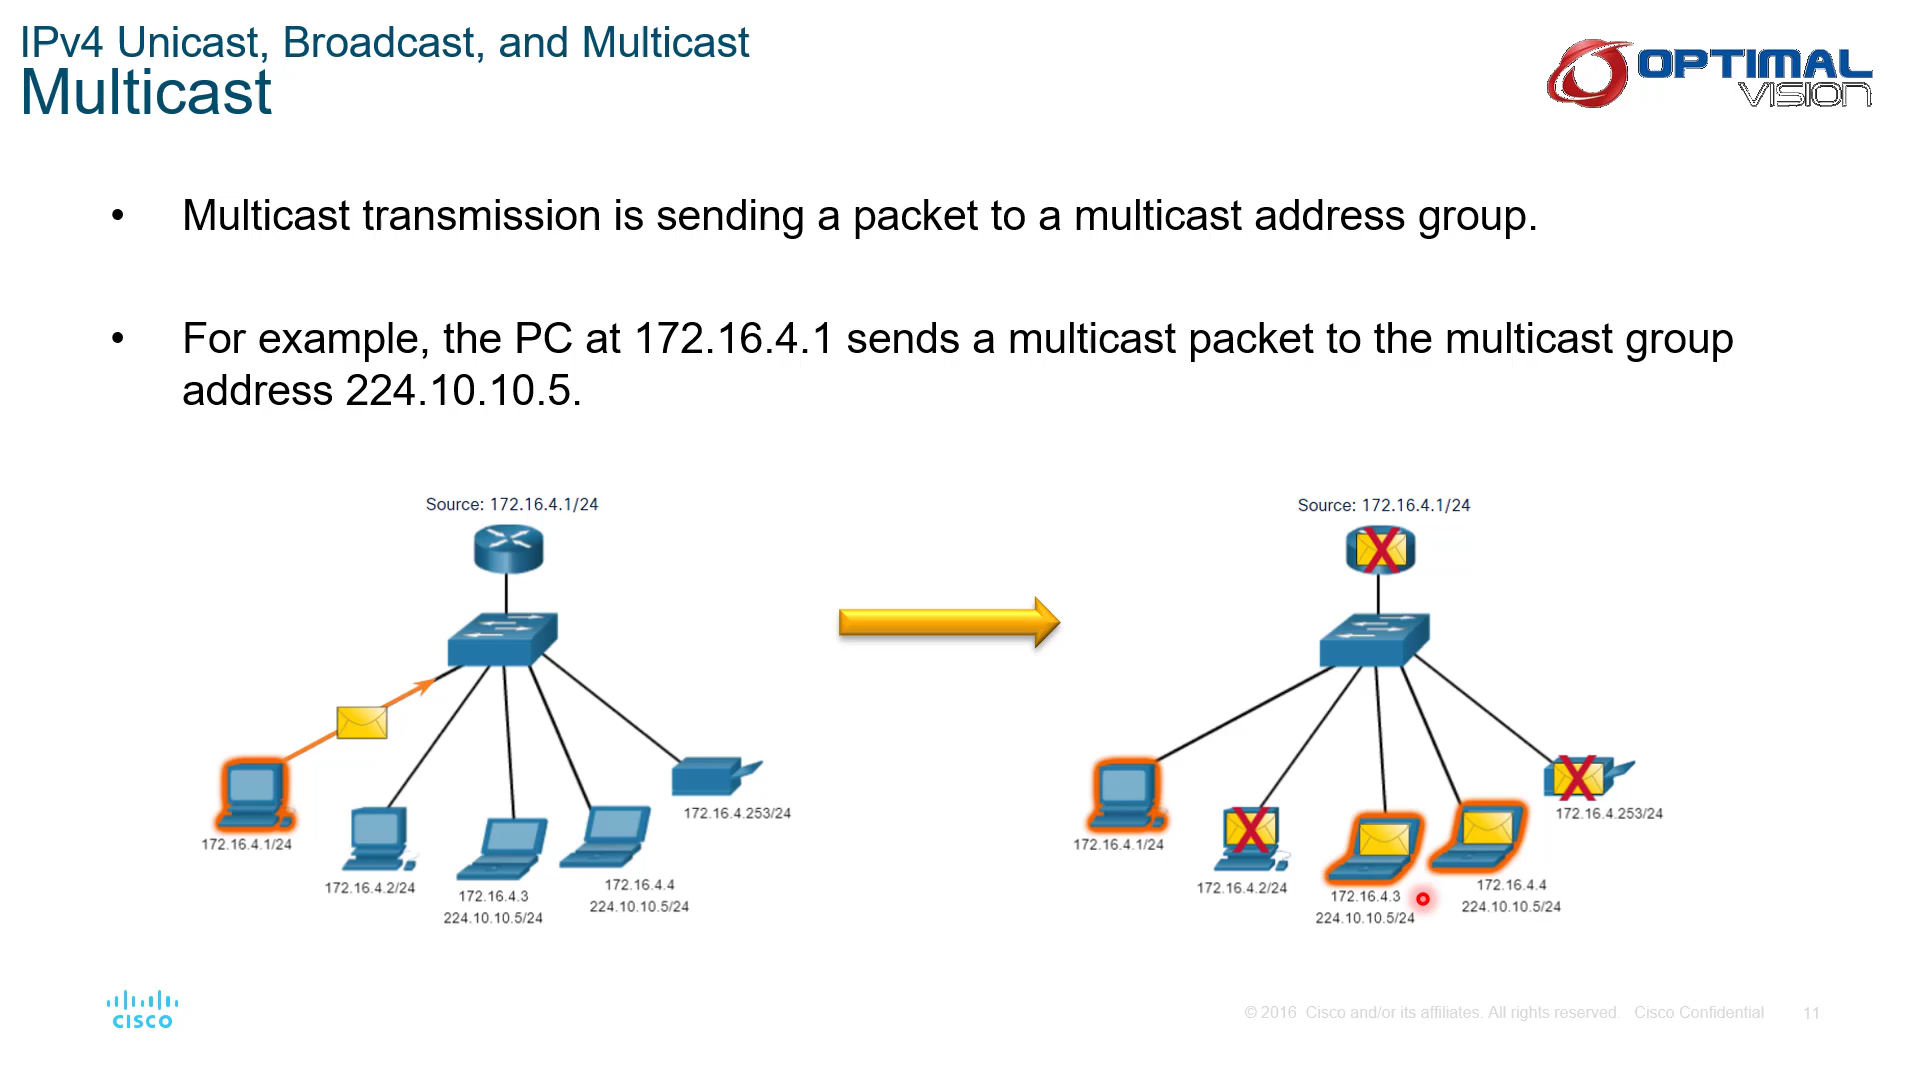 IPv4 Unicast, Broadcast, and Multicast
Multicast
OPTIMAL
VISION
• Multicast transmission is sending a packet to a multicast address group.
• For example, the PC at 172.16.4.1 sends a multicast packet to the multicast group
address 224.10.10.5.
Source: 172.16.4.1/24
172.16.4.1/24
172.16.4.2/24
172.16.4.3
224.10.10.5/24
172.16.4.4
224.10.10.5/24
172.16.4.253/24
Source: 172.16.4.1/24
X
172.16.4.1/24
X
172.16.4.2/24
172.16.4.3
224.10.10.5/24
172.16.4.4
224.10.10.5/24
X
172.16.4.253/24
CISCO
© 2016 Cisco and/or its affiliates. All rights reserved. Cisco Confidential
11